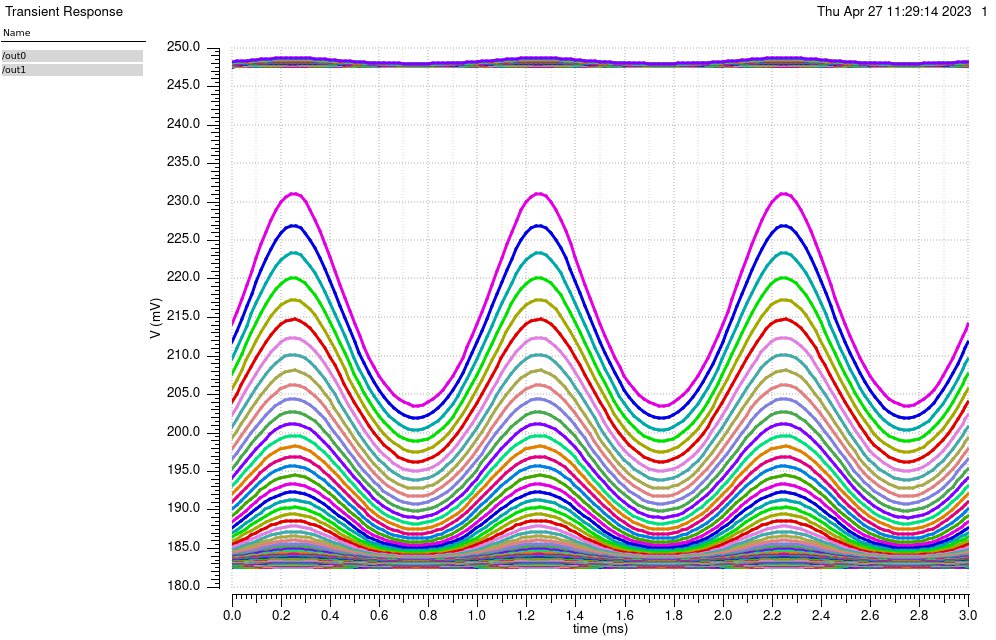 Transient Response
Thu Apr 27 11:29:14 2023 1
Name
/out0
/out1
250.0
245.0
240.0
235.0
230.0
225.0
220.0
215.0
V (mV)
210.0
205.0
200.0
195.0
190.0
185.0
180.0
0.0 0.2 0.4 0.6 0.8 1.0 1.2 1.4 1.6 1.8 2.0 2.2 2.4 2.6 2.8 3.0
time (ms)